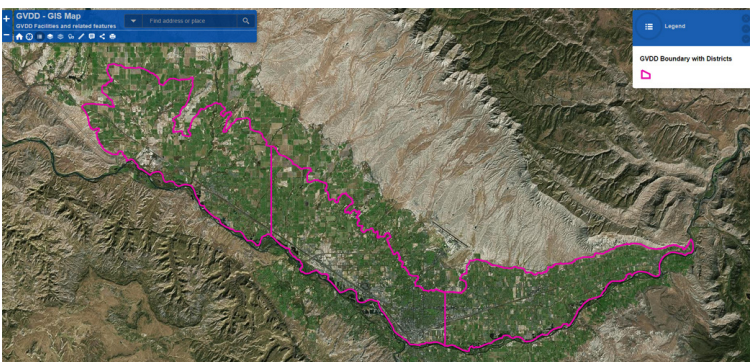 GVDD - GIS Map
GVDD Facilities and related features
Find address or place
Legend
GVDD Boundary with Districts